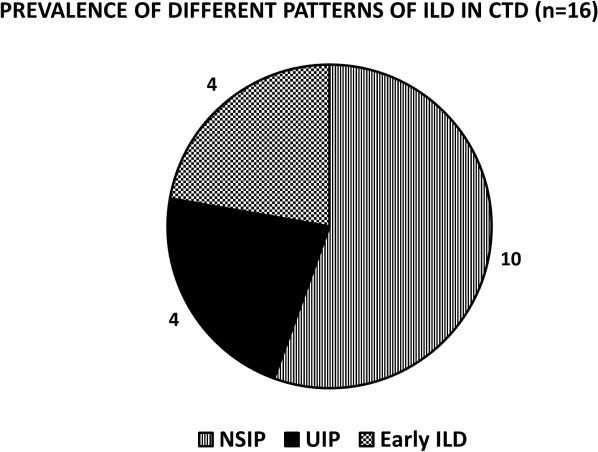 PREVALENCE OF DIFFERENT PATTERNS OF ILD IN CTD (n=16)
4
10
4
NSIP UIP Early ILD